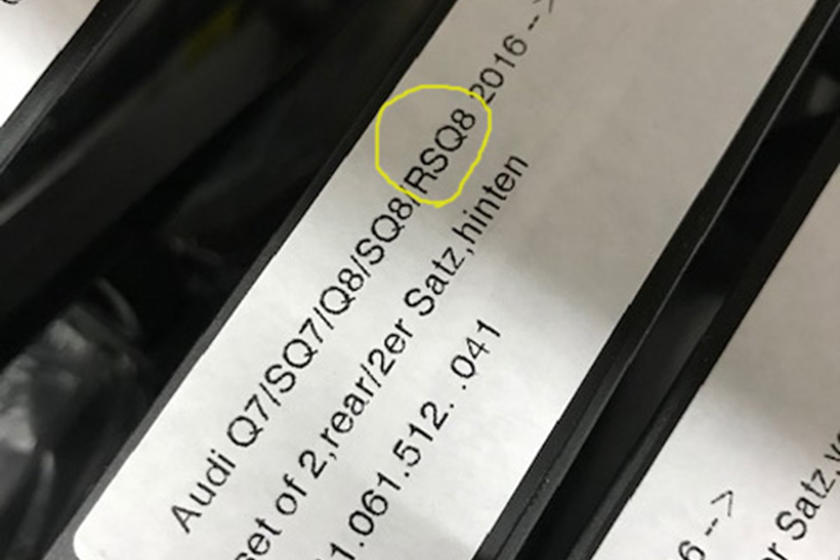 Audi Q7/SQ7/Q8/SQ8/RSQ8 2016 -->
set of 2,rear/2er Satz,hinten
1.061.512. .041
6 -->
Satz,